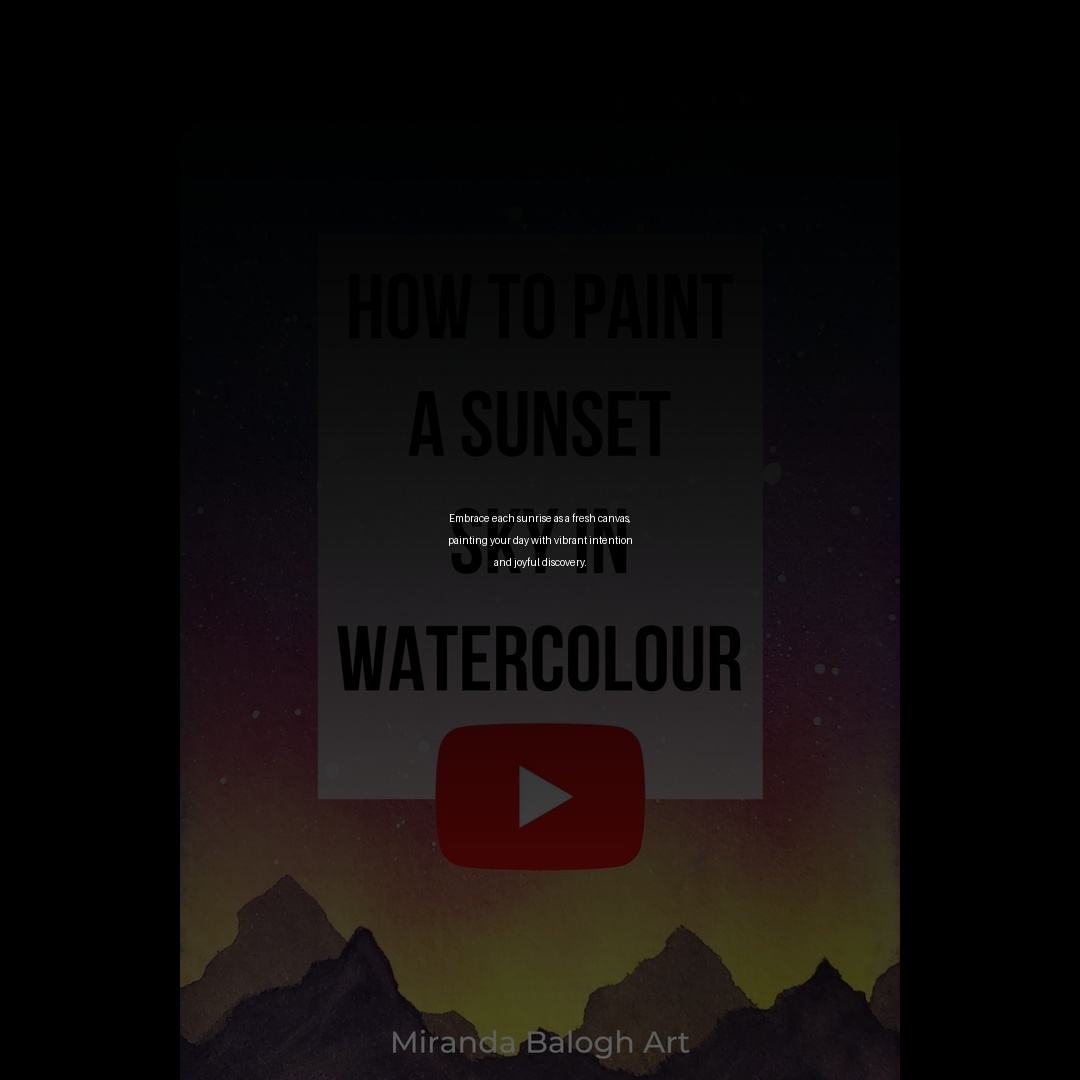 HOW TO PAINT
A SUNSET
SKY IN
WATERCOLOUR
Embrace each sunrise as a fresh canvas,
painting your day with vibrant intention
and joyful discovery.
Miranda Balogh Art